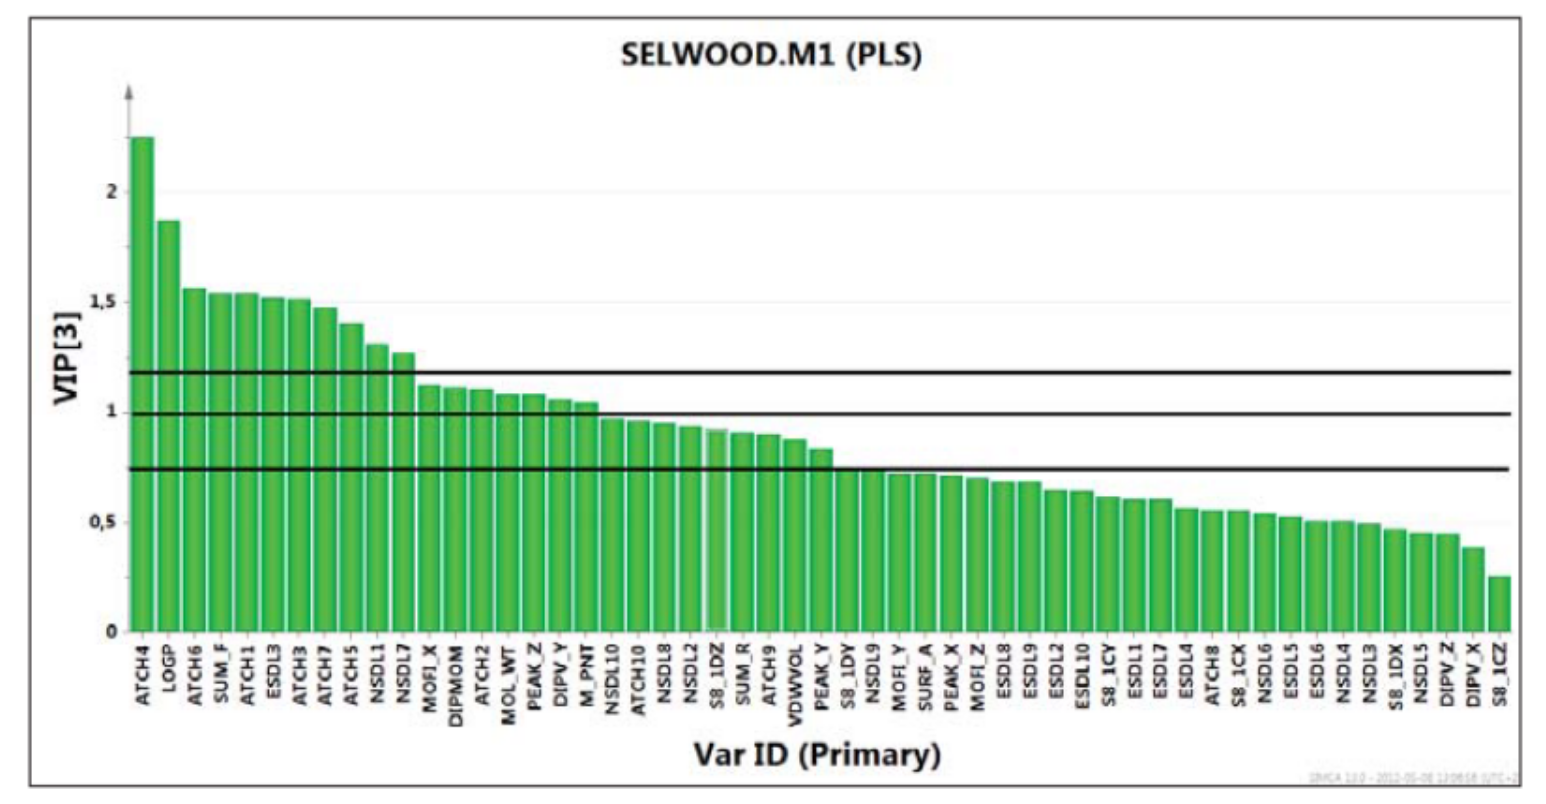 SELWOOD.M1 (PLS)
VIP[3]
2
1,5
1
0,5
0
ATCH4
LOGP
ATCH6
SUM_F
ATCH1
ESDL3
ATCH3
ATCH7
ATCH5
NSDL1
NSDL7
MOFI_X
DIPMOM
ATCH2
MOL_WT
PEAK_Z
DIPV_Y
M_PNT
NSDL10
ATCH10
NSDL8
NSDL2
S8_1DZ
SUM_R
ATCH9
VDWVOL
PEAK_Y
S8_1DY
NSDL9
MOFI_Y
SURF_A
PEAK_X
MOFI_Z
ESDL8
ESDL9
ESDL2
ESDL10
S8_1CY
ESDL1
ESDL7
ESDL4
ATCH8
S8_1CX
NSDL6
ESDL5
ESDL6
NSDL4
NSDL3
S8_1DX
NSDL5
DIPV_Z
DIPV_X
S8_1CZ
Var ID (Primary)